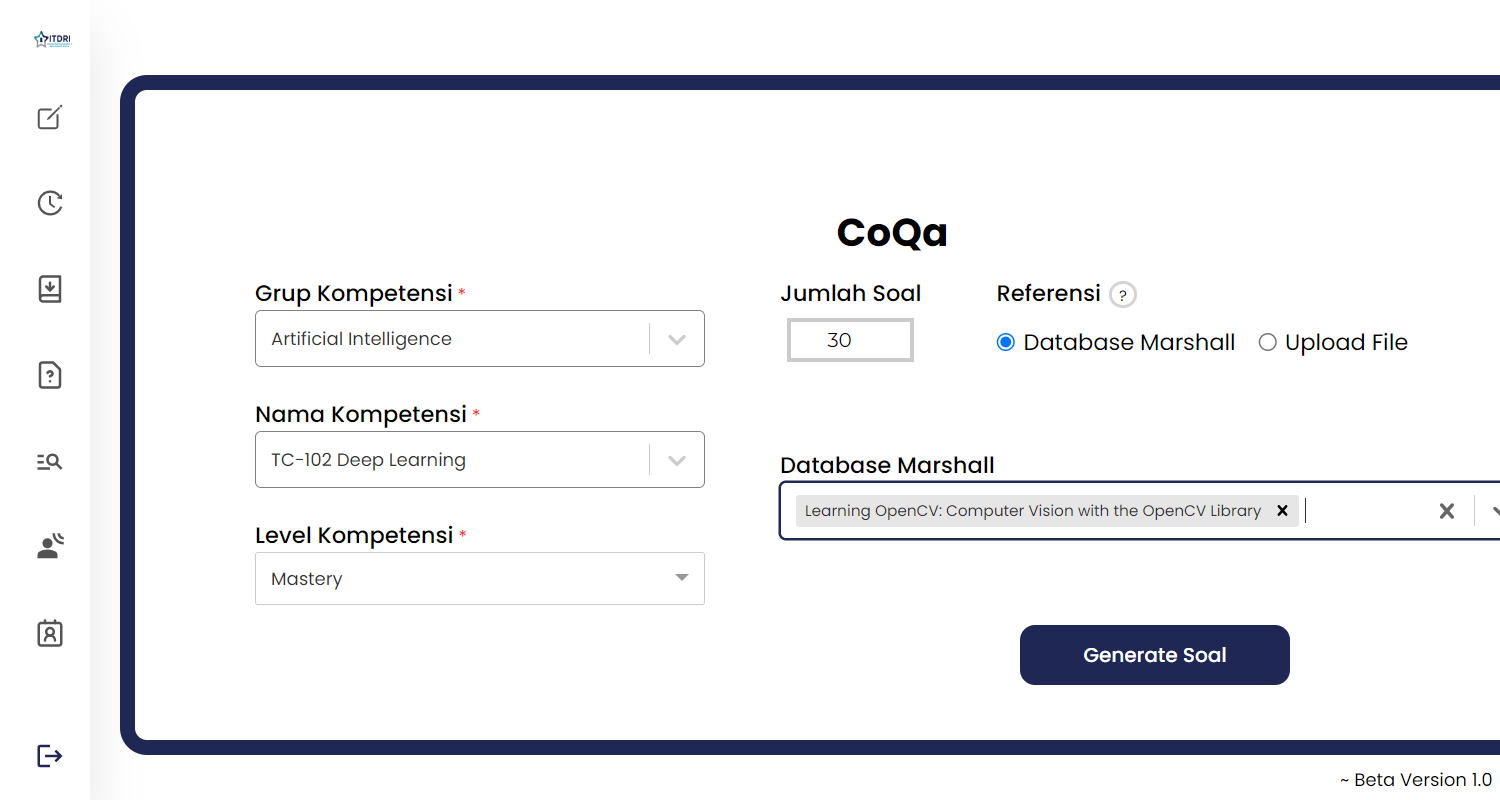 ITDRI
CoQa
Grup Kompetensi *
Artificial Intelligence
Nama Kompetensi *
TC-102 Deep Learning
Level Kompetensi *
Mastery
Jumlah Soal
30
Referensi ?
Database Marshall
Upload File
Database Marshall
Learning OpenCV: Computer Vision with the OpenCV Library
Generate Soal
~ Beta Version 1.0